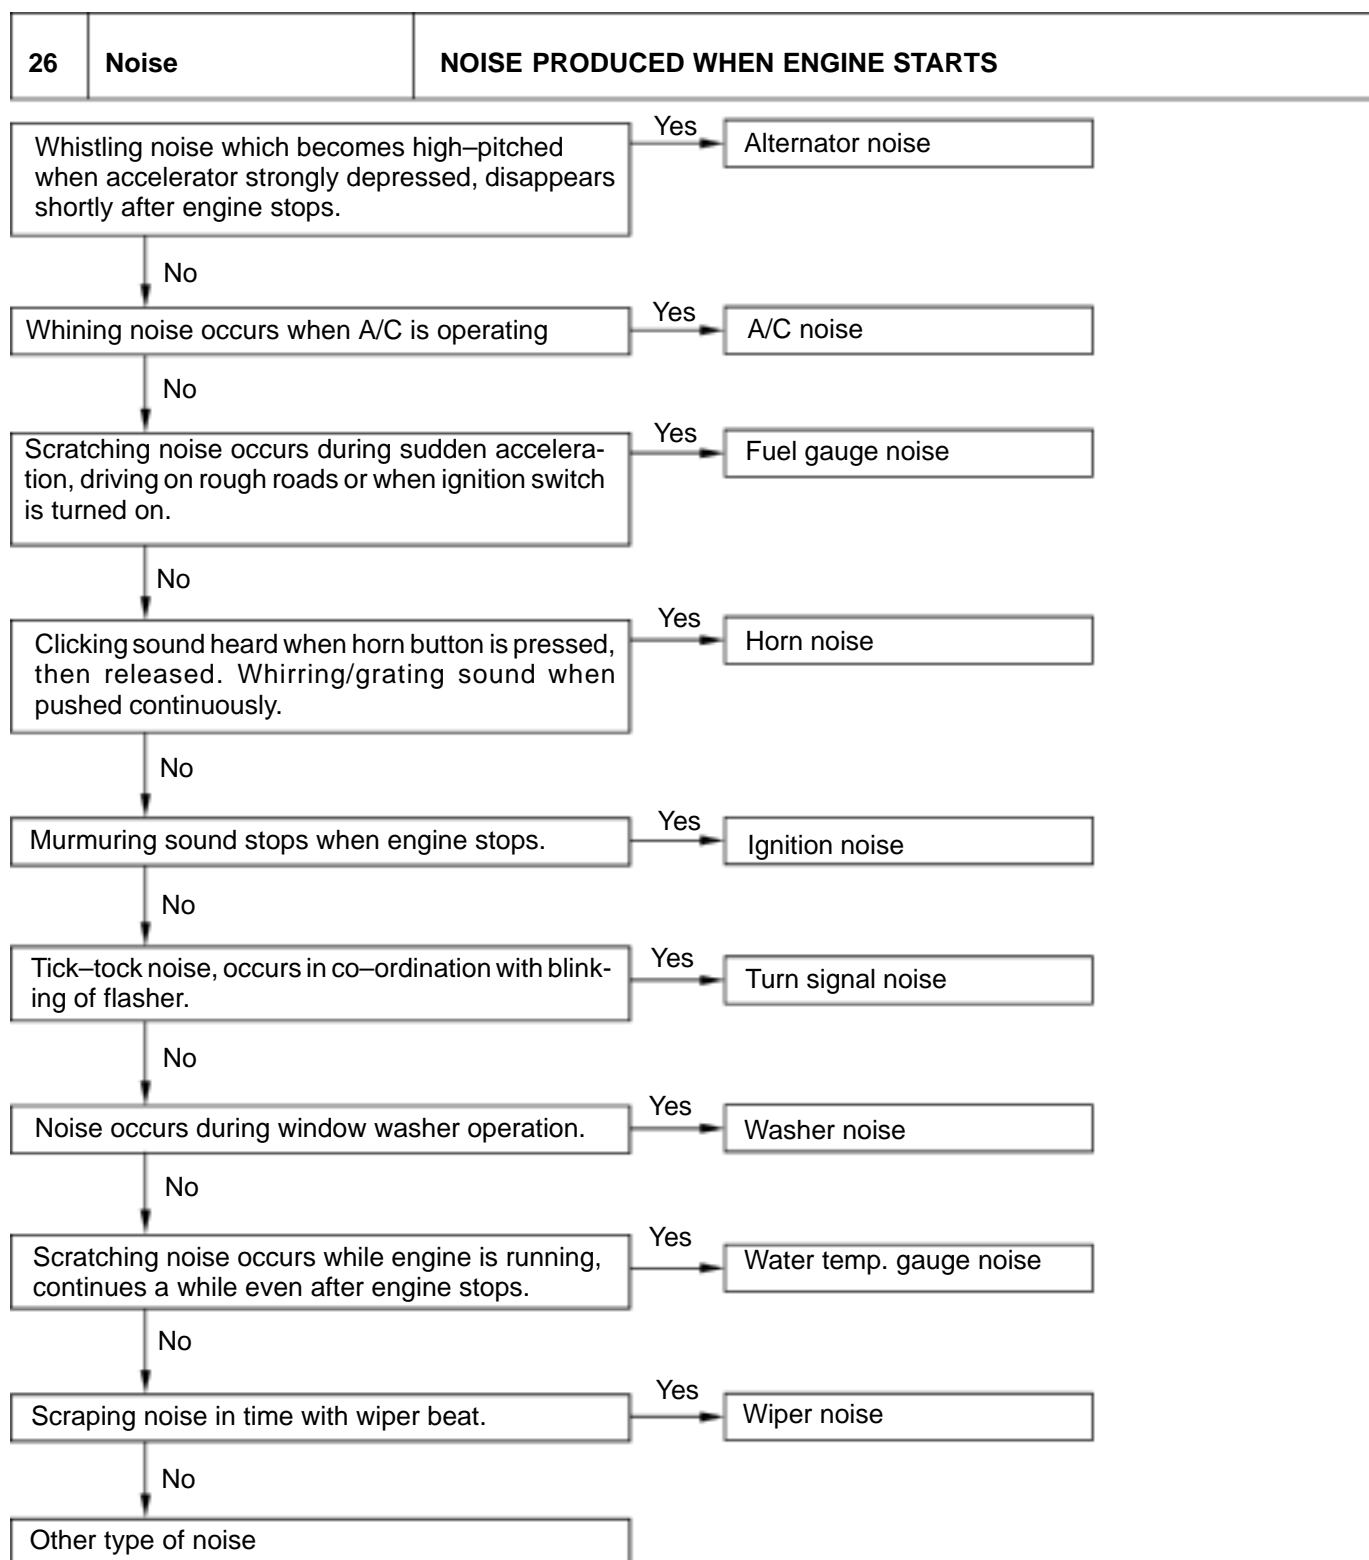 26 Noise NOISE PRODUCED WHEN ENGINE STARTS
Whistling noise which becomes high–pitched
when accelerator strongly depressed, disappears
shortly after engine stops.
Yes
Alternator noise
No
Whining noise occurs when A/C is operating
Yes
A/C noise
No
Scratching noise occurs during sudden accelera-
tion, driving on rough roads or when ignition switch
is turned on.
Yes
Fuel gauge noise
No
Clicking sound heard when horn button is pressed,
then released. Whirring/grating sound when
pushed continuously.
Yes
Horn noise
No
Murmuring sound stops when engine stops.
Yes
Ignition noise
No
Tick–tock noise, occurs in co–ordination with blink-
ing of flasher.
Yes
Turn signal noise
No
Noise occurs during window washer operation.
Yes
Washer noise
No
Scratching noise occurs while engine is running,
continues a while even after engine stops.
Yes
Water temp. gauge noise
No
Scraping noise in time with wiper beat.
Yes
Wiper noise
No
Other type of noise